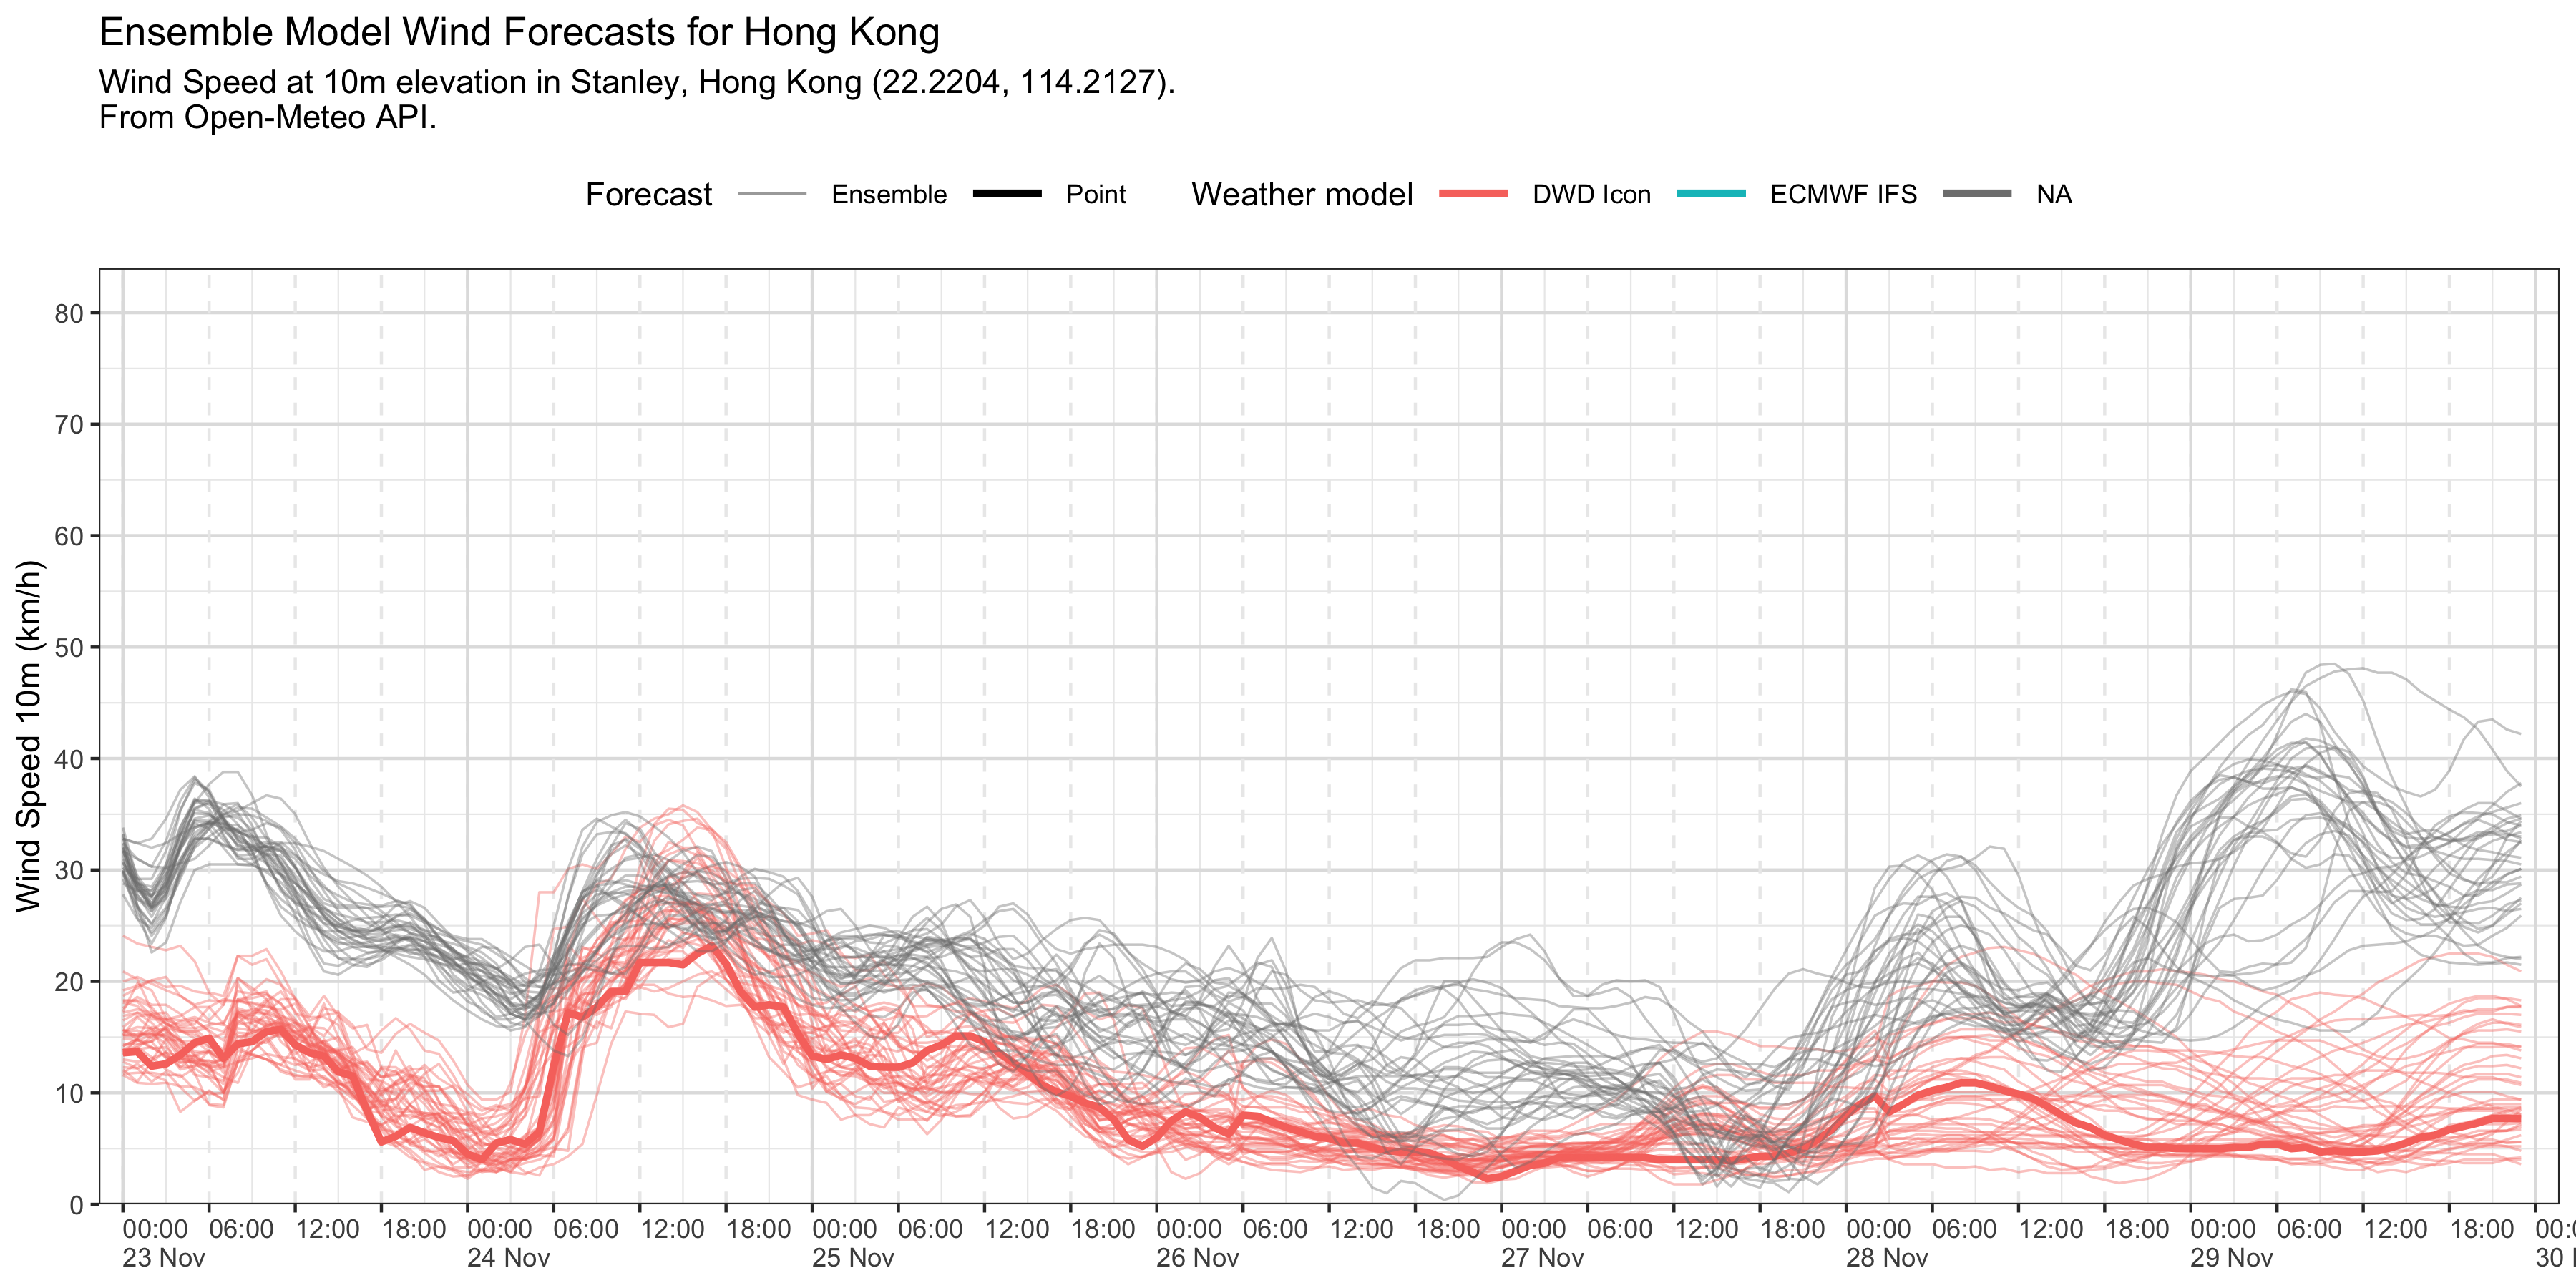 Ensemble Model Wind Forecasts for Hong Kong
Wind Speed at 10m elevation in Stanley, Hong Kong (22.2204, 114.2127).
From Open-Meteo API.
Forecast Ensemble Point Weather model DWD Icon ECMWF IFS NA
Wind Speed 10m (km/h)
80
70
60
50
40
30
20
10
0
00:00 06:00 12:00 18:00 00:00 06:00 12:00 18:00 00:00 06:00 12:00 18:00 00:00 06:00 12:00 18:00 00:00 06:00 12:00 18:00 00:00 06:00 12:00 18:00 00:00 06:00 12:00 18:00
23 Nov 24 Nov 25 Nov 26 Nov 27 Nov 28 Nov 29 Nov 30